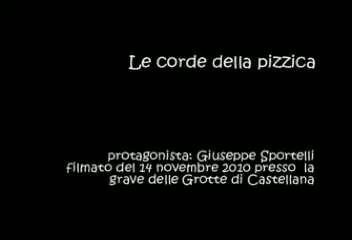 Le corde della pizzica
protagonista: Giuseppe Sportelli
filmato del 14 novembre 2010 presso la
grave delle Grotte di Castellana